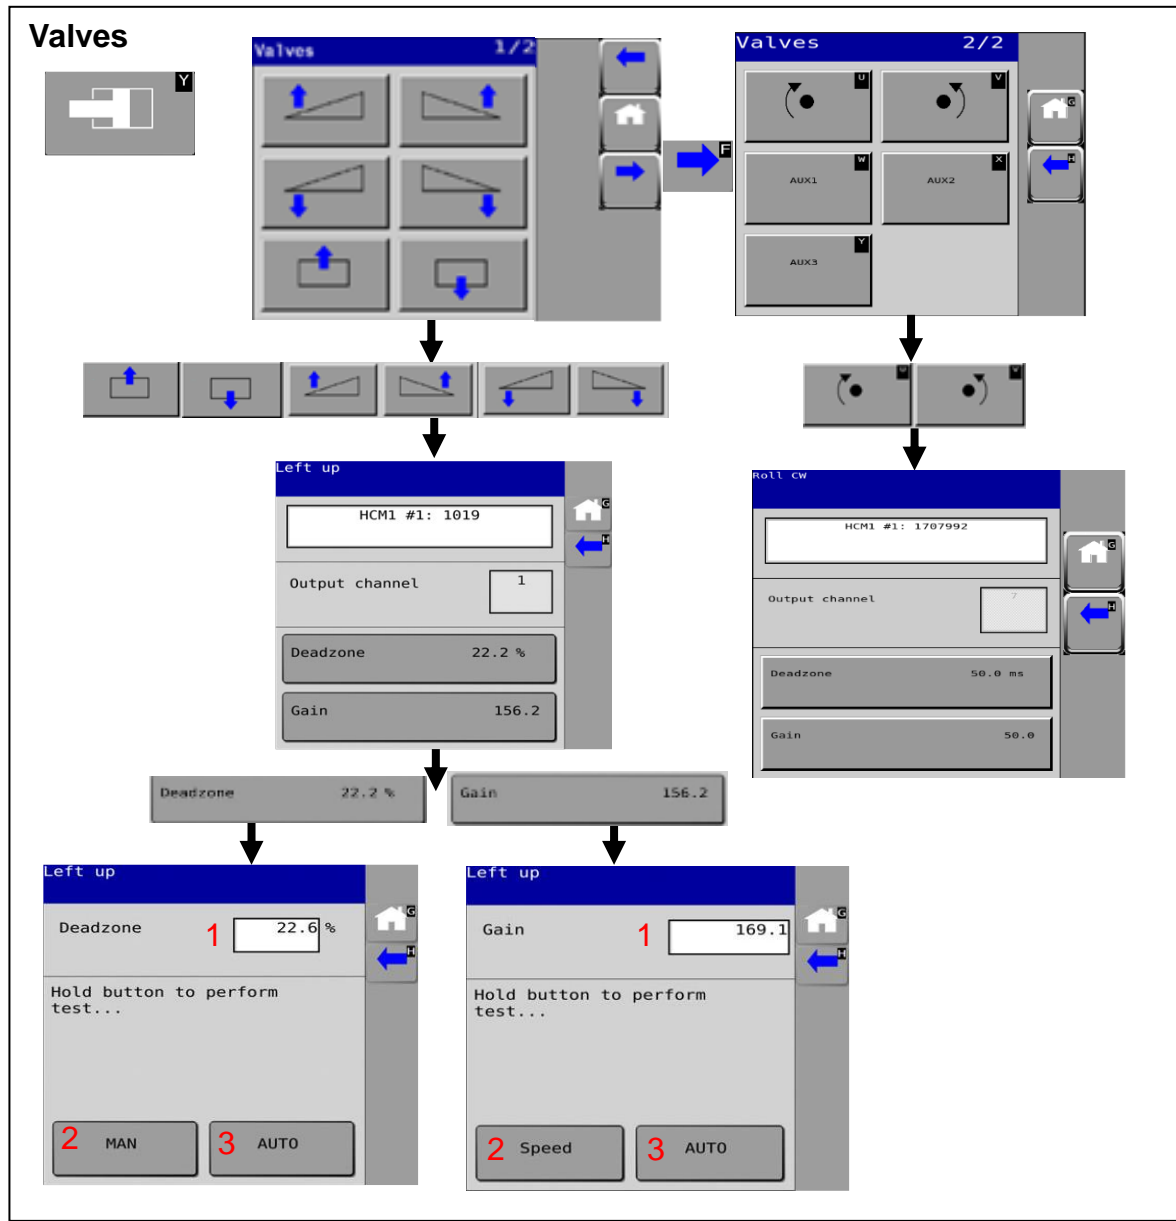 Valves
Y
Valves 1/2
Valves 2/2
U
V
G
F
W
X
H
AUX1
AUX2
Y
AUX3
Left up
G
HCM1 #1: 1019
H
Output channel 1
Deadzone 22.2 %
Gain 156.2
Roll CW
HCM1 #1: 1707992
G
Output channel 7
H
Deadzone 50.0 ms
Gain 50.0
Deadzone 22.2 %
Gain 156.2
Left up
G
Deadzone 1 22.6 %
H
Hold button to perform
test...
2 MAN
3 AUTO
Left up
G
Gain 1 169.1
H
Hold button to perform
test...
2 Speed
3 AUTO